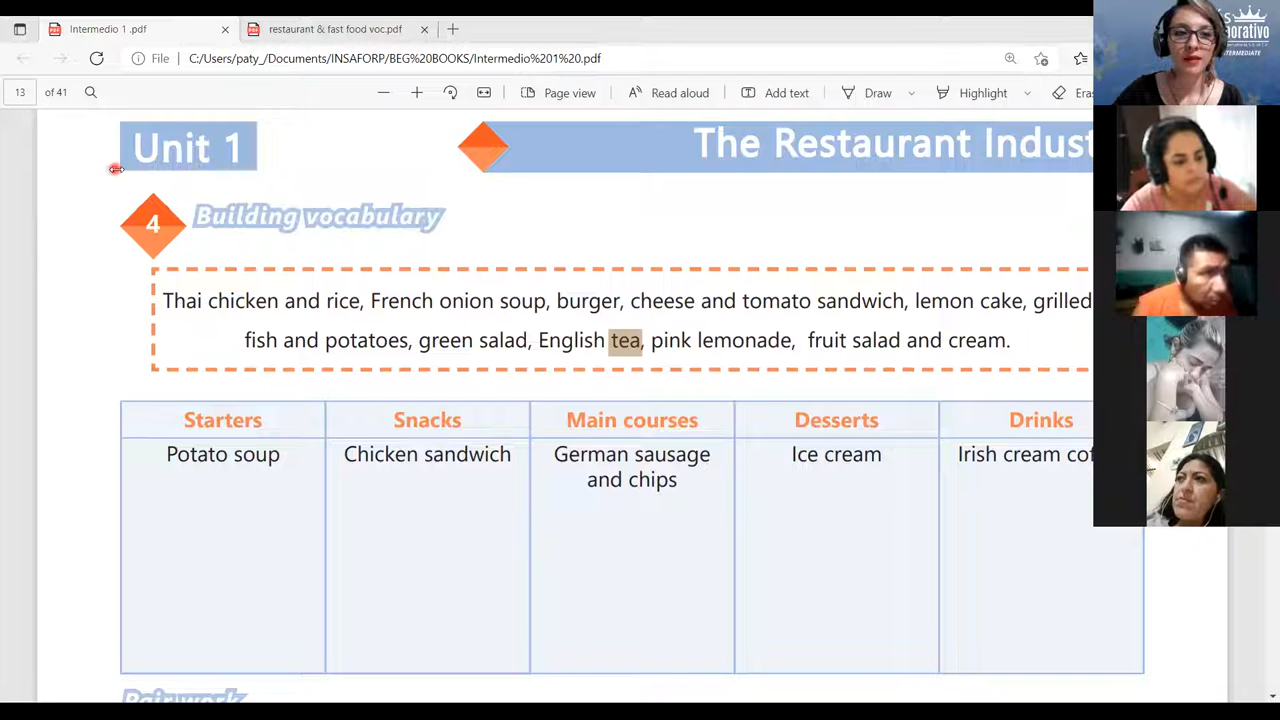 Intermedio 1 .pdf
restaurant & fast food voc.pdf
File
C:/Users/paty_/Documents/INSAFORP/BEG%20BOOKS/Intermedio%201%20.pdf
13 of 41
Page view
Read aloud
Add text
Draw
Highlight
Eras
Unit 1
The Restaurant Indust
4
Building vocabulary
Thai chicken and rice, French onion soup, burger, cheese and tomato sandwich, lemon cake, grilled
fish and potatoes, green salad, English tea, pink lemonade, fruit salad and cream.
Starters Snacks Main courses Desserts Drinks
Potato soup Chicken sandwich German sausage Ice cream Irish cream cof
and chips
Pair work